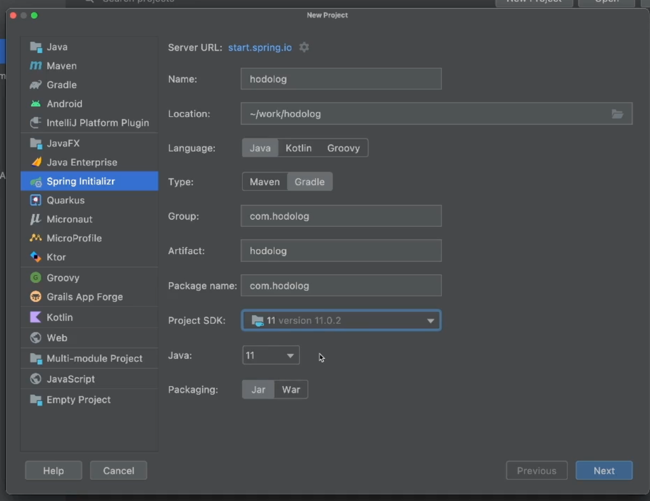 Search projects
New Project
Open
New Project
Java
Maven
Gradle
Android
IntelliJ Platform Plugin
JavaFX
Java Enterprise
Spring Initializr
Quarkus
Micronaut
MicroProfile
Ktor
Groovy
Grails App Forge
Kotlin
Web
Multi-module Project
JavaScript
Empty Project
Server URL: start.spring.io
Name: hodolog
Location: ~/work/hodolog
Language: Java Kotlin Groovy
Type: Maven Gradle
Group: com.hodolog
Artifact: hodolog
Package name: com.hodolog
Project SDK: 11 version 11.0.2
Java: 11
Packaging: Jar War
Help Cancel Previous Next